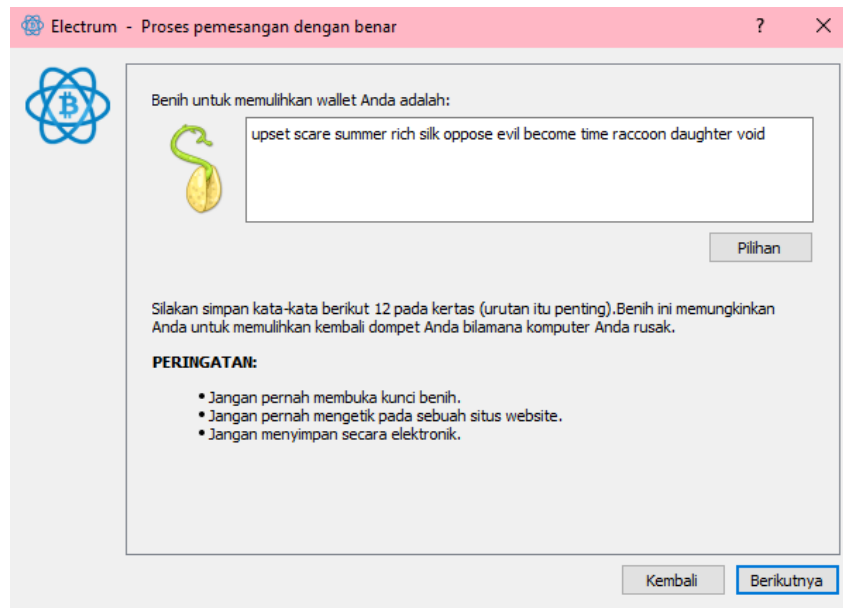 Electrum - Proses pemesangan dengan benar
Benih untuk memulihkan wallet Anda adalah:
upset scare summer rich silk oppose evil become time raccoon daughter void
Pilihan
Silakan simpan kata-kata berikut 12 pada kertas (urutan itu penting).Benih ini memungkinkan
Anda untuk memulihkan kembali dompet Anda bilamana komputer Anda rusak.
PERINGATAN:
• Jangan pernah membuka kunci benih.
• Jangan pernah mengetik pada sebuah situs website.
• Jangan menyimpan secara elektronik.
Kembali
Berikutnya